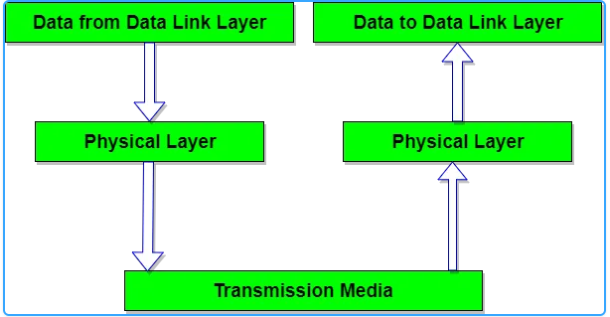 Data from Data Link Layer
Data to Data Link Layer
Physical Layer
Physical Layer
Transmission Media